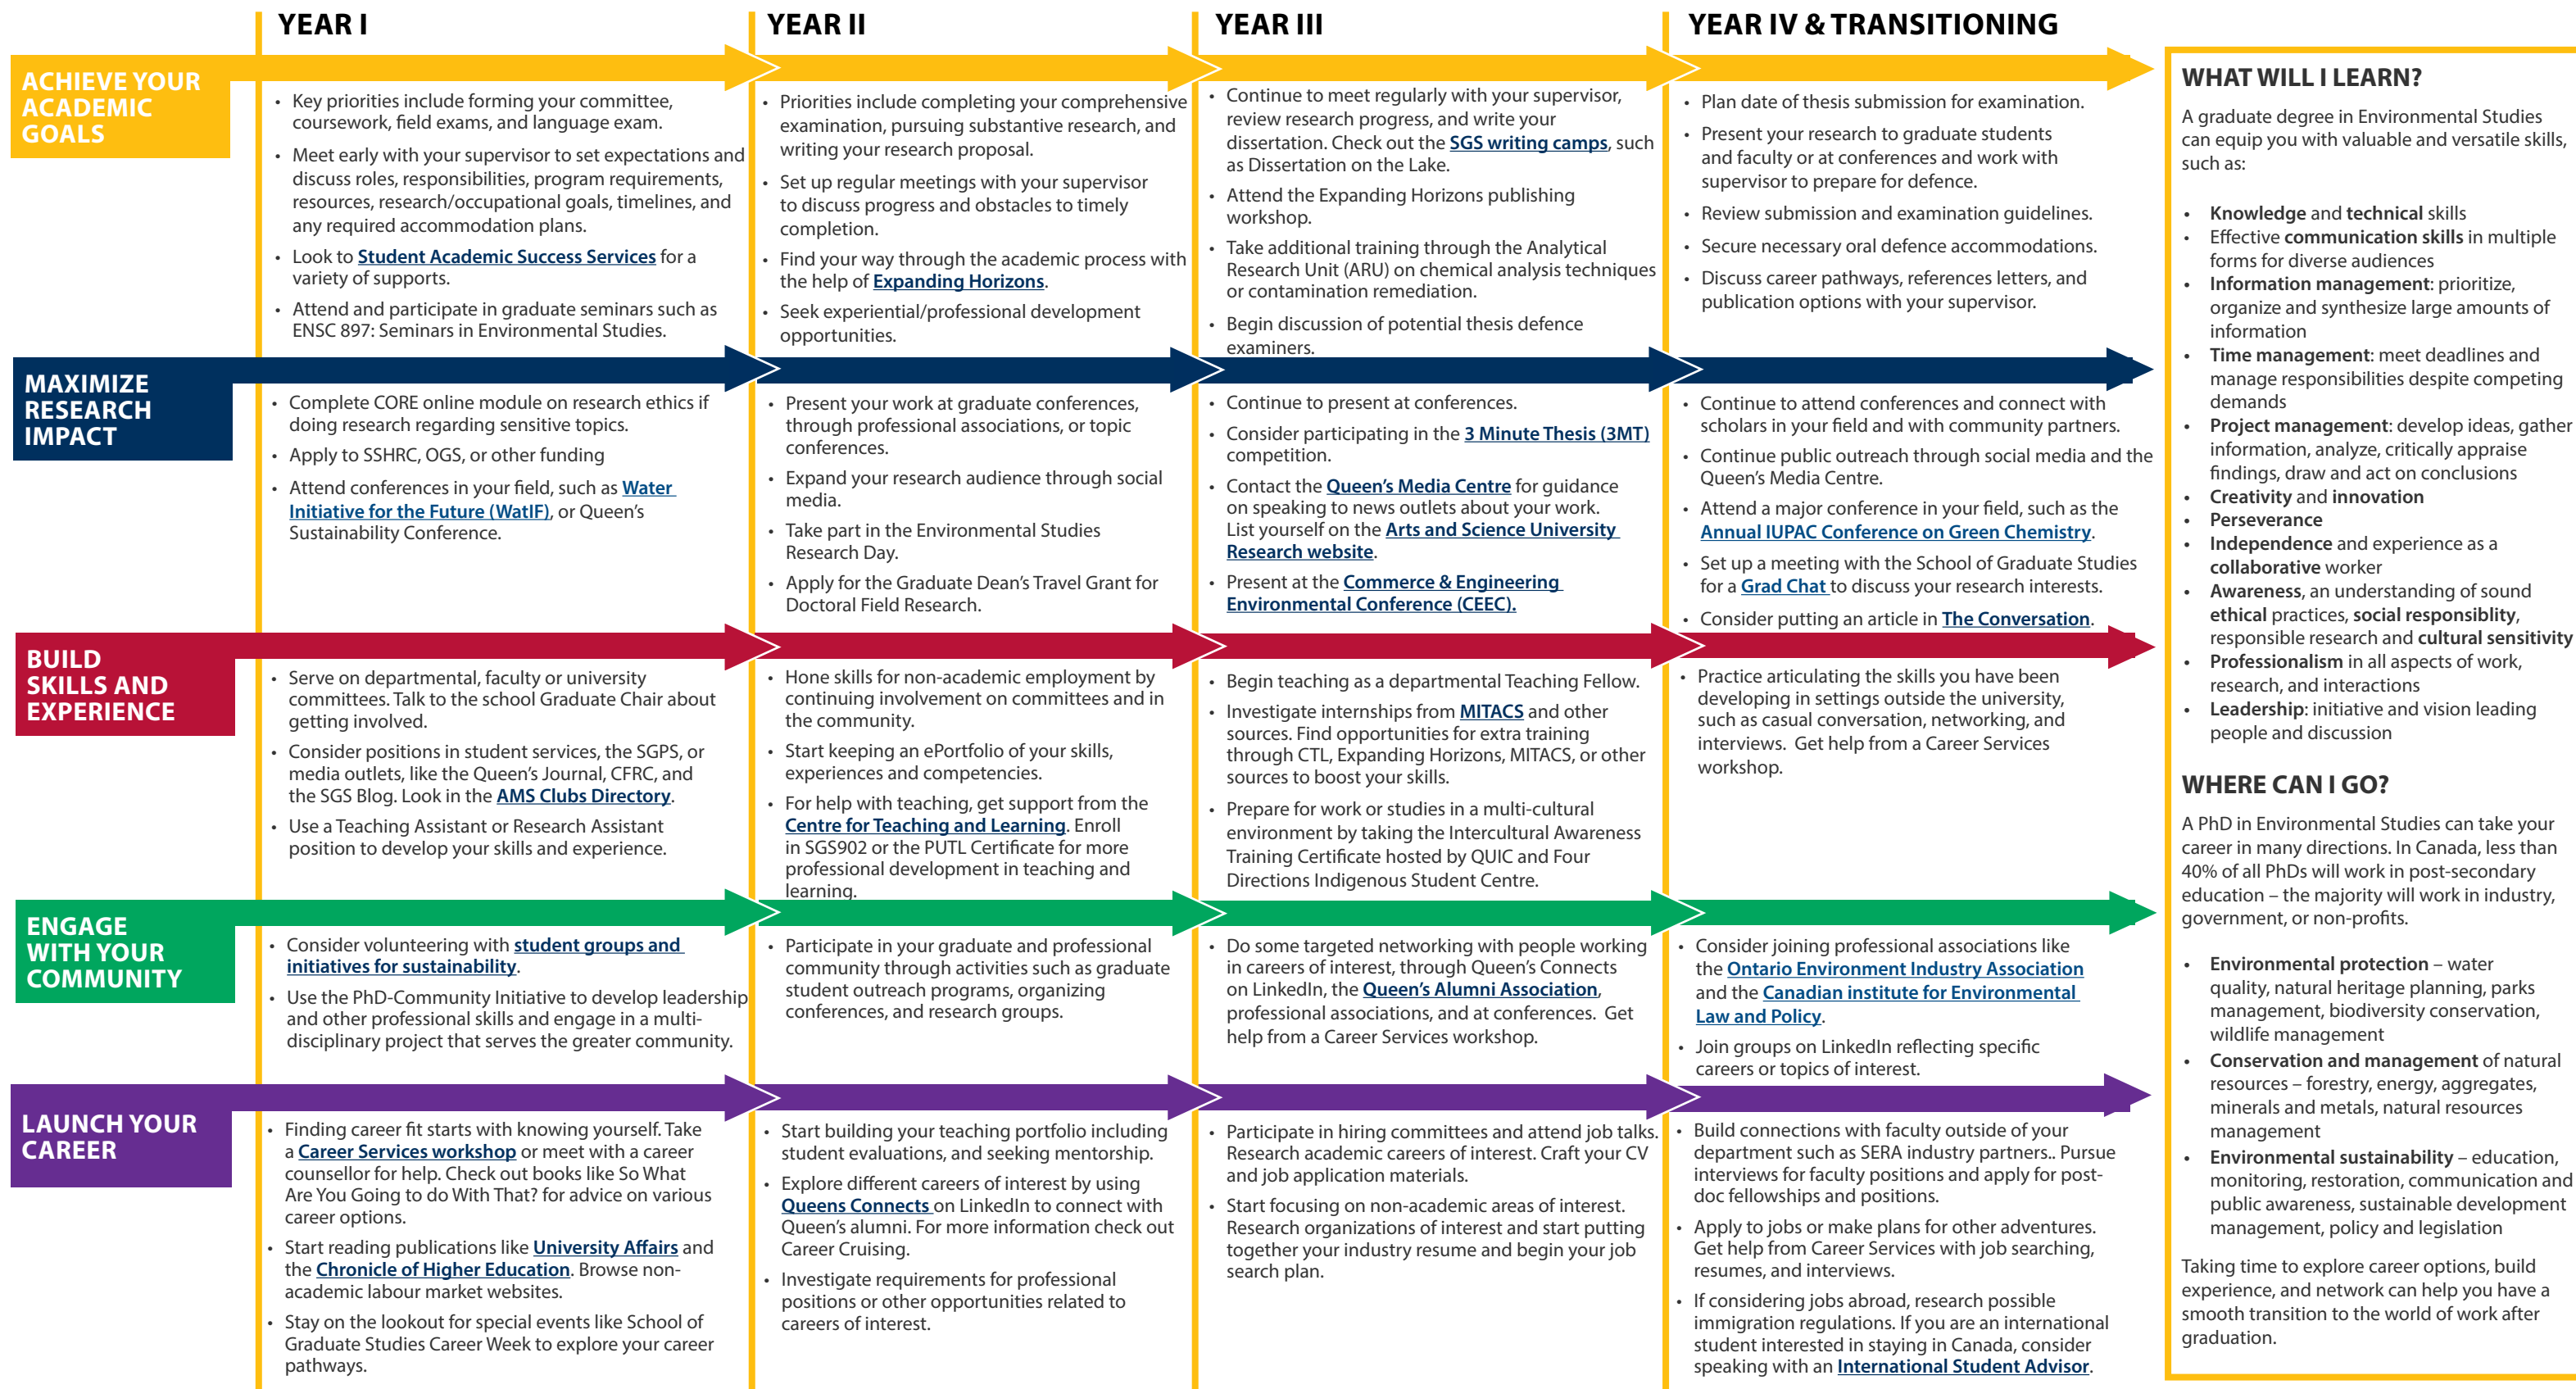 YEAR I
YEAR II
YEAR III
YEAR IV & TRANSITIONING
ACHIEVE YOUR
ACADEMIC
GOALS
• Key priorities include forming your committee,
coursework, field exams, and language exam.
• Meet early with your supervisor to set expectations and
discuss roles, responsibilities, program requirements,
resources, research/occupational goals, timelines, and
any required accommodation plans.
• Look to Student Academic Success Services for a
variety of supports.
• Attend and participate in graduate seminars such as
ENSC 897: Seminars in Environmental Studies.
• Priorities include completing your comprehensive
examination, pursuing substantive research, and
writing your research proposal.
• Set up regular meetings with your supervisor
to discuss progress and obstacles to timely
completion.
• Find your way through the academic process with
the help of Expanding Horizons.
• Seek experiential/professional development
opportunities.
• Continue to meet regularly with your supervisor,
review research progress, and write your
dissertation. Check out the SGS writing camps, such
as Dissertation on the Lake.
• Attend the Expanding Horizons publishing
workshop.
• Take additional training through the Analytical
Research Unit (ARU) on chemical analysis techniques
or contamination remediation.
• Begin discussion of potential thesis defence
examiners.
• Plan date of thesis submission for examination.
• Present your research to graduate students
and faculty or at conferences and work with
supervisor to prepare for defence.
• Review submission and examination guidelines.
• Secure necessary oral defence accommodations.
• Discuss career pathways, references letters, and
publication options with your supervisor.
MAXIMIZE
RESEARCH
IMPACT
• Complete CORE online module on research ethics if
doing research regarding sensitive topics.
• Apply to SSHRC, OGS, or other funding
• Attend conferences in your field, such as Water
Initiative for the Future (WatIF), or Queen's
Sustainability Conference.
• Present your work at graduate conferences,
through professional associations, or topic
conferences.
• Expand your research audience through social
media.
• Take part in the Environmental Studies
Research Day.
• Apply for the Graduate Dean's Travel Grant for
Doctoral Field Research.
• Continue to present at conferences.
• Consider participating in the 3 Minute Thesis (3MT)
competition.
• Contact the Queen's Media Centre for guidance
on speaking to news outlets about your work.
List yourself on the Arts and Science University
Research website.
• Present at the Commerce & Engineering
Environmental Conference (CEEC).
• Continue to attend conferences and connect with
scholars in your field and with community partners.
• Continue public outreach through social media and the
Queen's Media Centre.
• Attend a major conference in your field, such as the
Annual IUPAC Conference on Green Chemistry.
• Set up a meeting with the School of Graduate Studies
for a Grad Chat to discuss your research interests.
• Consider putting an article in The Conversation.
BUILD
SKILLS AND
EXPERIENCE
• Serve on departmental, faculty or university
committees. Talk to the school Graduate Chair about
getting involved.
• Consider positions in student services, the SGPS, or
media outlets, like the Queen's Journal, CFRC, and
the SGS Blog. Look in the AMS Clubs Directory.
• Use a Teaching Assistant or Research Assistant
position to develop your skills and experience.
• Hone skills for non-academic employment by
continuing involvement on committees and in
the community.
• Start keeping an ePortfolio of your skills,
experiences and competencies.
• For help with teaching, get support from the
Centre for Teaching and Learning. Enroll
in SGS902 or the PUTL Certificate for more
professional development in teaching and
learning.
• Begin teaching as a departmental Teaching Fellow.
• Investigate internships from MITACS and other
sources. Find opportunities for extra training
through CTL, Expanding Horizons, MITACS, or other
sources to boost your skills.
• Prepare for work or studies in a multi-cultural
environment by taking the Intercultural Awareness
Training Certificate hosted by QUIC and Four
Directions Indigenous Student Centre.
• Practice articulating the skills you have been
developing in settings outside the university,
such as casual conversation, networking, and
interviews. Get help from a Career Services
workshop.
ENGAGE
WITH YOUR
COMMUNITY
• Consider volunteering with student groups and
initiatives for sustainability.
• Use the PhD-Community Initiative to develop leadership
and other professional skills and engage in a multi-
disciplinary project that serves the greater community.
• Participate in your graduate and professional
community through activities such as graduate
student outreach programs, organizing
conferences, and research groups.
• Do some targeted networking with people working
in careers of interest, through Queen's Connects
on LinkedIn, the Queen's Alumni Association,
professional associations, and at conferences. Get
help from a Career Services workshop.
• Consider joining professional associations like
the Ontario Environment Industry Association
and the Canadian institute for Environmental
Law and Policy.
• Join groups on LinkedIn reflecting specific
careers or topics of interest.
LAUNCH YOUR
CAREER
• Finding career fit starts with knowing yourself. Take
a Career Services workshop or meet with a career
counsellor for help. Check out books like So What
Are You Going to do With That? for advice on various
career options.
• Start reading publications like University Affairs and
the Chronicle of Higher Education. Browse non-
academic labour market websites.
• Stay on the lookout for special events like School of
Graduate Studies Career Week to explore your career
pathways.
• Start building your teaching portfolio including
student evaluations, and seeking mentorship.
• Explore different careers of interest by using
Queens Connects on LinkedIn to connect with
Queen's alumni. For more information check out
Career Cruising.
• Investigate requirements for professional
positions or other opportunities related to
careers of interest.
• Participate in hiring committees and attend job talks.
Research academic careers of interest. Craft your CV
and job application materials.
• Start focusing on non-academic areas of interest.
Research organizations of interest and start putting
together your industry resume and begin your job
search plan.
• Build connections with faculty outside of your
department such as SERA industry partners.. Pursue
interviews for faculty positions and apply for post-
doc fellowships and positions.
• Apply to jobs or make plans for other adventures.
Get help from Career Services with job searching,
resumes, and interviews.
• If considering jobs abroad, research possible
immigration regulations. If you are an international
student interested in staying in Canada, consider
speaking with an International Student Advisor.
WHAT WILL I LEARN?
A graduate degree in Environmental Studies
can equip you with valuable and versatile skills,
such as:
• Knowledge and technical skills
• Effective communication skills in multiple
forms for diverse audiences
• Information management: prioritize,
organize and synthesize large amounts of
information
• Time management: meet deadlines and
manage responsibilities despite competing
demands
• Project management: develop ideas, gather
information, analyze, critically appraise
findings, draw and act on conclusions
• Creativity and innovation
• Perseverance
• Independence and experience as a
collaborative worker
• Awareness, an understanding of sound
ethical practices, social responsiblity,
responsible research and cultural sensitivity
• Professionalism in all aspects of work,
research, and interactions
• Leadership: initiative and vision leading
people and discussion
WHERE CAN I GO?
A PhD in Environmental Studies can take your
career in many directions. In Canada, less than
40% of all PhDs will work in post-secondary
education – the majority will work in industry,
government, or non-profits.
• Environmental protection – water
quality, natural heritage planning, parks
management, biodiversity conservation,
wildlife management
• Conservation and management of natural
resources – forestry, energy, aggregates,
minerals and metals, natural resources
management
• Environmental sustainability – education,
monitoring, restoration, communication and
public awareness, sustainable development
management, policy and legislation
Taking time to explore career options, build
experience, and network can help you have a
smooth transition to the world of work after
graduation.